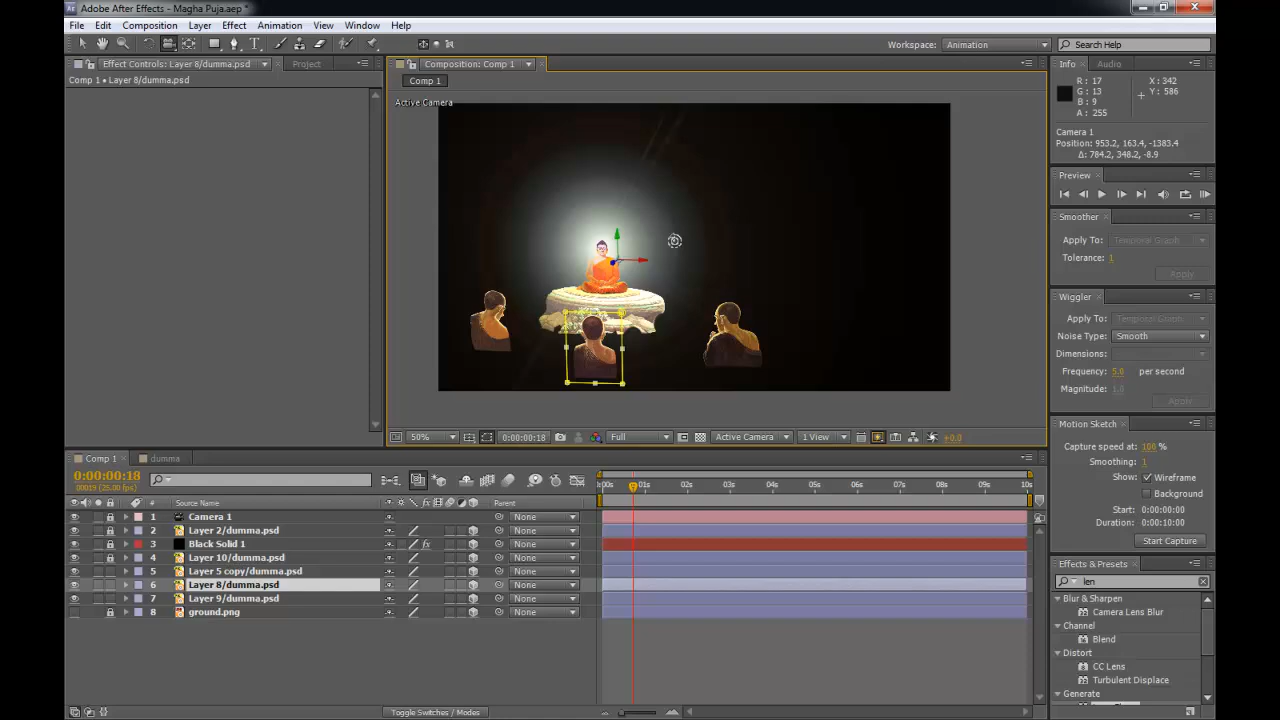 Adobe After Effects - Magha Puja.aep *
File Edit Composition Layer Effect Animation View Window Help
Workspace: Animation Search Help
Effect Controls: Layer 8/dumma.psd Project
Comp 1 • Layer 8/dumma.psd
Composition: Comp 1
Comp 1
Active Camera
50% 0:00:00:18 Full Active Camera 1 View +0.0
Info Audio
R: 17 X: 342
G: 13 Y: 586
B: 9
A: 255
Camera 1
Position: 953.2, 163.4, -1383.4
Δ: 784.2, 348.2, -8.9
Preview
Smoother
Apply To: Temporal Graph
Tolerance: 1
Apply
Wiggler
Apply To: Temporal Graph
Noise Type: Smooth
Dimensions:
Frequency: 5.0 per second
Magnitude: 1.0
Apply
Motion Sketch
Capture speed at: 100 %
Smoothing: 1
Show: Wireframe
Background
Start: 0:00:00:00
Duration: 0:00:10:00
Start Capture
Effects & Presets
len
Blur & Sharpen
Camera Lens Blur
Channel
Blend
Distort
CC Lens
Turbulent Displace
Generate
Comp 1 dumma
0:00:00:18
00018 (25.00 fps)
# Source Name Parent
:00s 01s 02s 03s 04s 05s 06s 07s 08s 09s 10s
1 Camera 1 None
2 Layer 2/dumma.psd None
3 Black Solid 1 fx None
4 Layer 10/dumma.psd None
5 Layer 5 copy/dumma.psd None
6 Layer 8/dumma.psd None
7 Layer 9/dumma.psd None
8 ground.png None
Toggle Switches / Modes